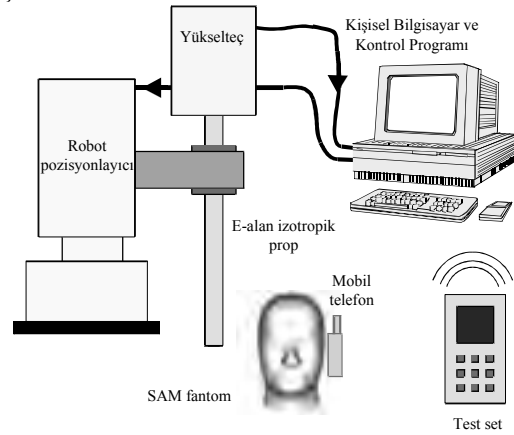 Yükselteç
Kişisel Bilgisayar ve
Kontrol Programı
Robot
pozisyonlayıcı
E-alan izotropik
prop
Mobil
telefon
SAM fantom
Test set